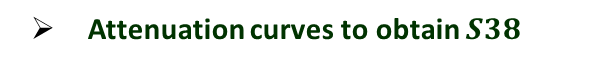 ➢ Attenuation curves to obtain S38